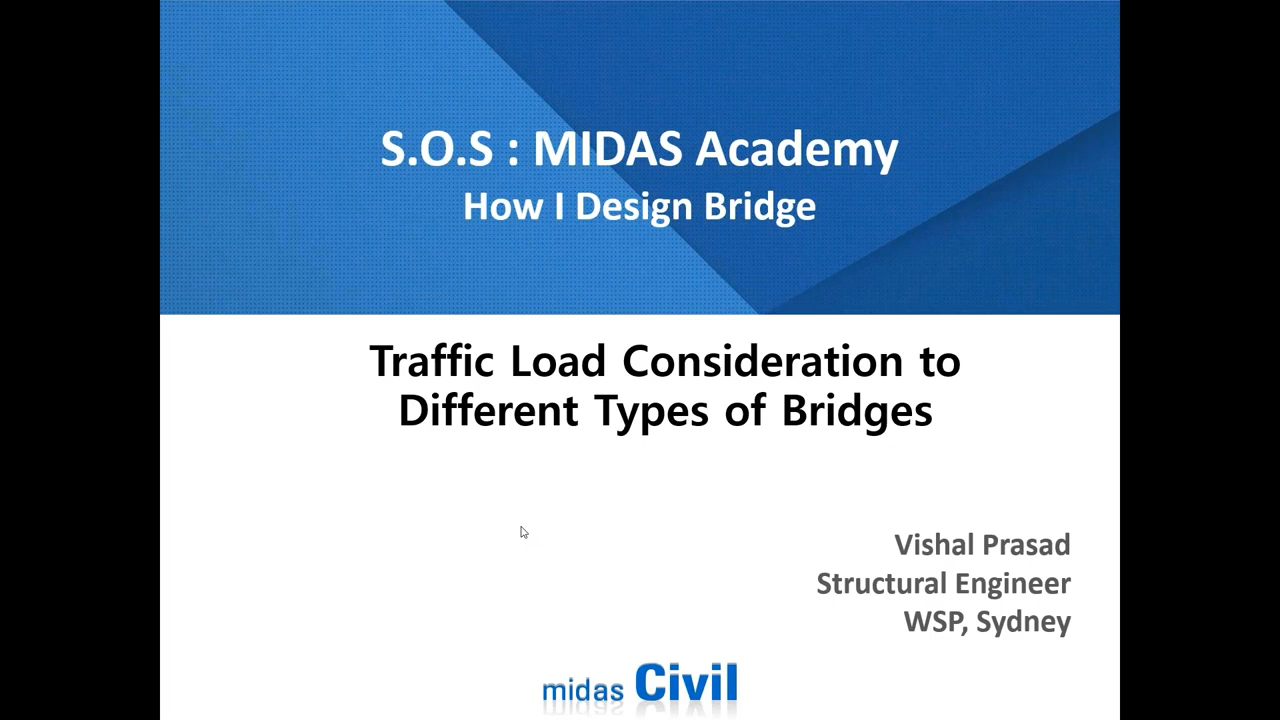 S.O.S : MIDAS Academy
How I Design Bridge
Traffic Load Consideration to
Different Types of Bridges
Vishal Prasad
Structural Engineer
WSP, Sydney
midas Civil